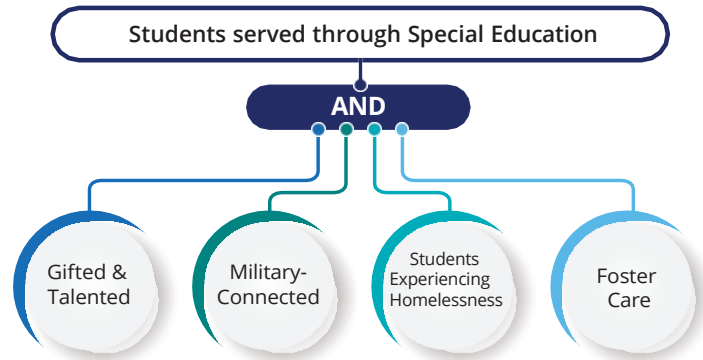 Students served through Special Education
AND
Gifted &
Talented
Military-
Connected
Students
Experiencing
Homelessness
Foster
Care